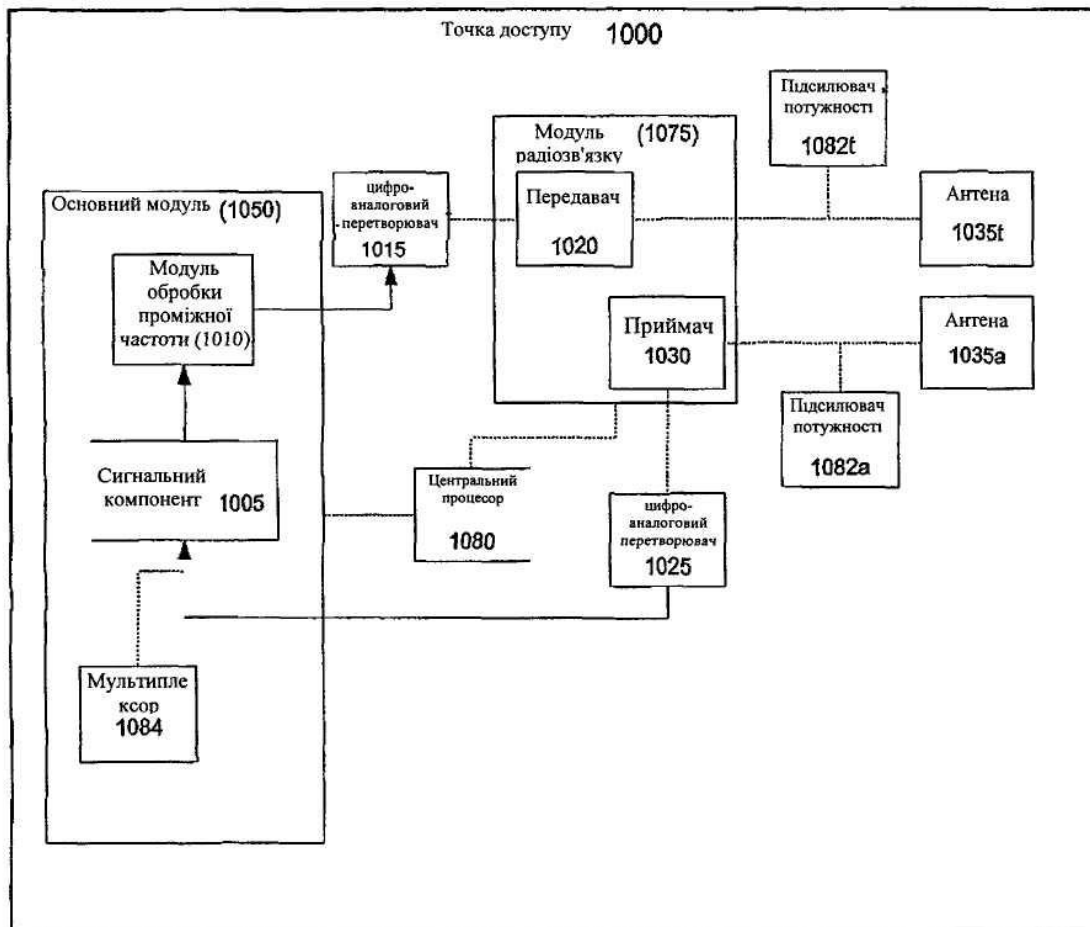 Точка доступу 1000
Підсилювач
потужності
1082t
Модуль (1075)
радіозв'язку
цифро-
аналоговий
перетворювач
1015
Передавач
1020
Антена
1035t
Основний модуль (1050)
Модуль
обробки
проміжної
частоти (1010)
Приймач
1030
Антена
1035a
Підсилювач
потужності
1082a
Сигнальний
компонент 1005
Центральний
процесор
1080
цифро-
аналоговий
перетворювач
1025
Мультипле
ксор
1084